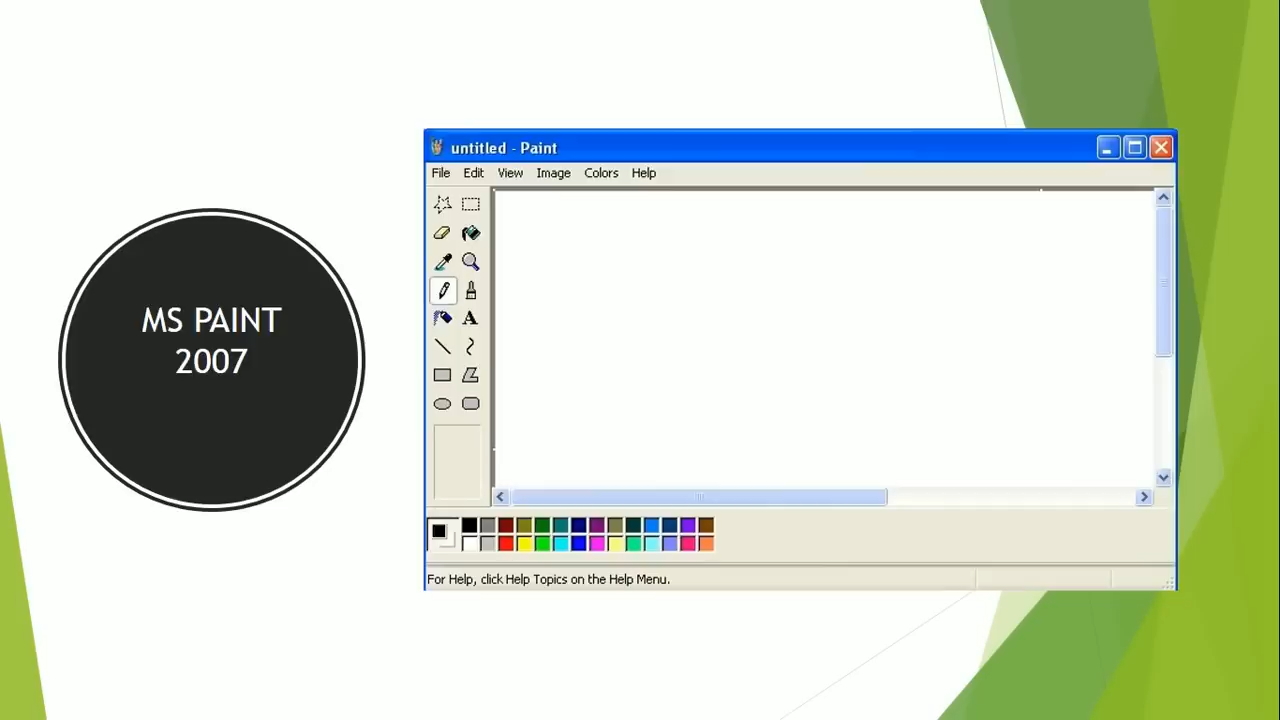 MS PAINT
2007
untitled - Paint
File Edit View Image Colors Help
A
For Help, click Help Topics on the Help Menu.